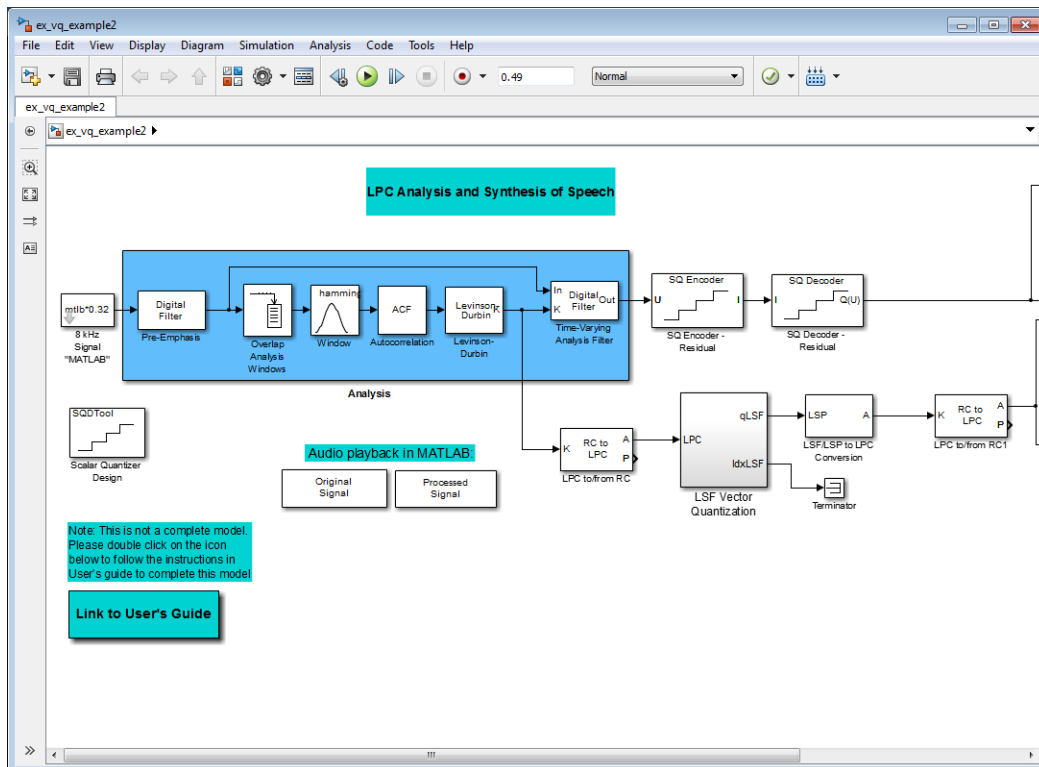 ex_vq_example2
File Edit View Display Diagram Simulation Analysis Code Tools Help
0.49 Normal
ex_vq_example2
ex_vq_example2
LPC Analysis and Synthesis of Speech
mtlb*0.32
8 kHz
Signal
"MATLAB"
Digital
Filter
Pre-Emphasis
Overlap
Analysis
Windows
hamming
Window
ACF
Autocorrelation
Levinson
Durbin K
Levinson-
Durbin
In
K
Digital
Filter
Out
Time-Varying
Analysis Filter
Analysis
SQ Encoder
U I
SQ Encoder -
Residual
SQ Decoder
I Q(U)
SQ Decoder -
Residual
SQDTool
Scalar Quantizer
Design
Audio playback in MATLAB:
Original
Signal
Processed
Signal
K
RC to
LPC
A
P
LPC to/from RC
LPC
qLSF
IdxLSF
LSF Vector
Quantization
LSP A
LSF/LSP to LPC
Conversion
Terminator
K
RC to
LPC
A
P
LPC to/from RC1
Note: This is not a complete model.
Please double click on the icon
below to follow the instructions in
User's guide to complete this model
Link to User's Guide